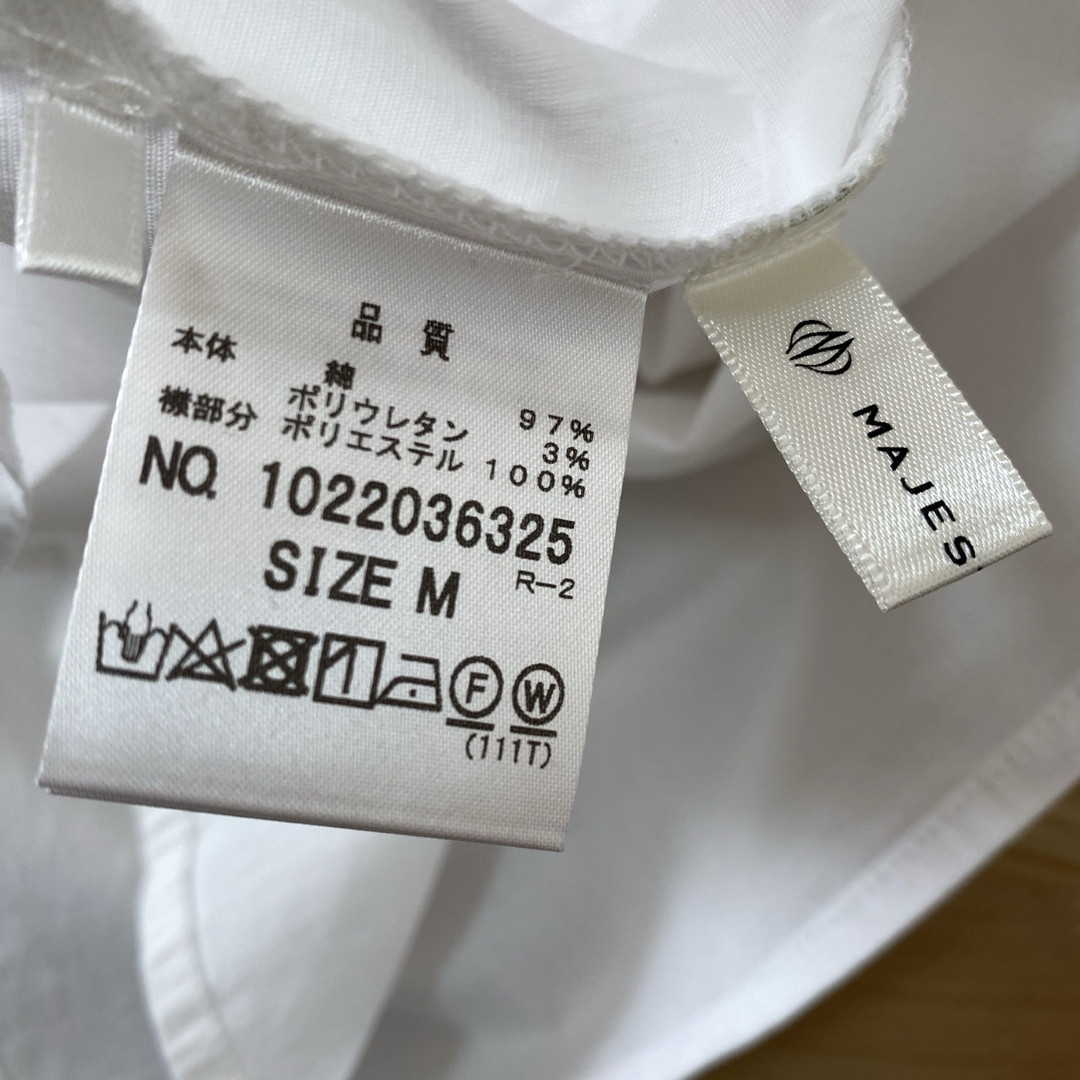 品 質
本体 綿 97%
ポリウレタン 3%
襟部分 ポリエステル 100%
NO. 1022036325
SIZE M R-2
F W
(111T)
M
MAJES